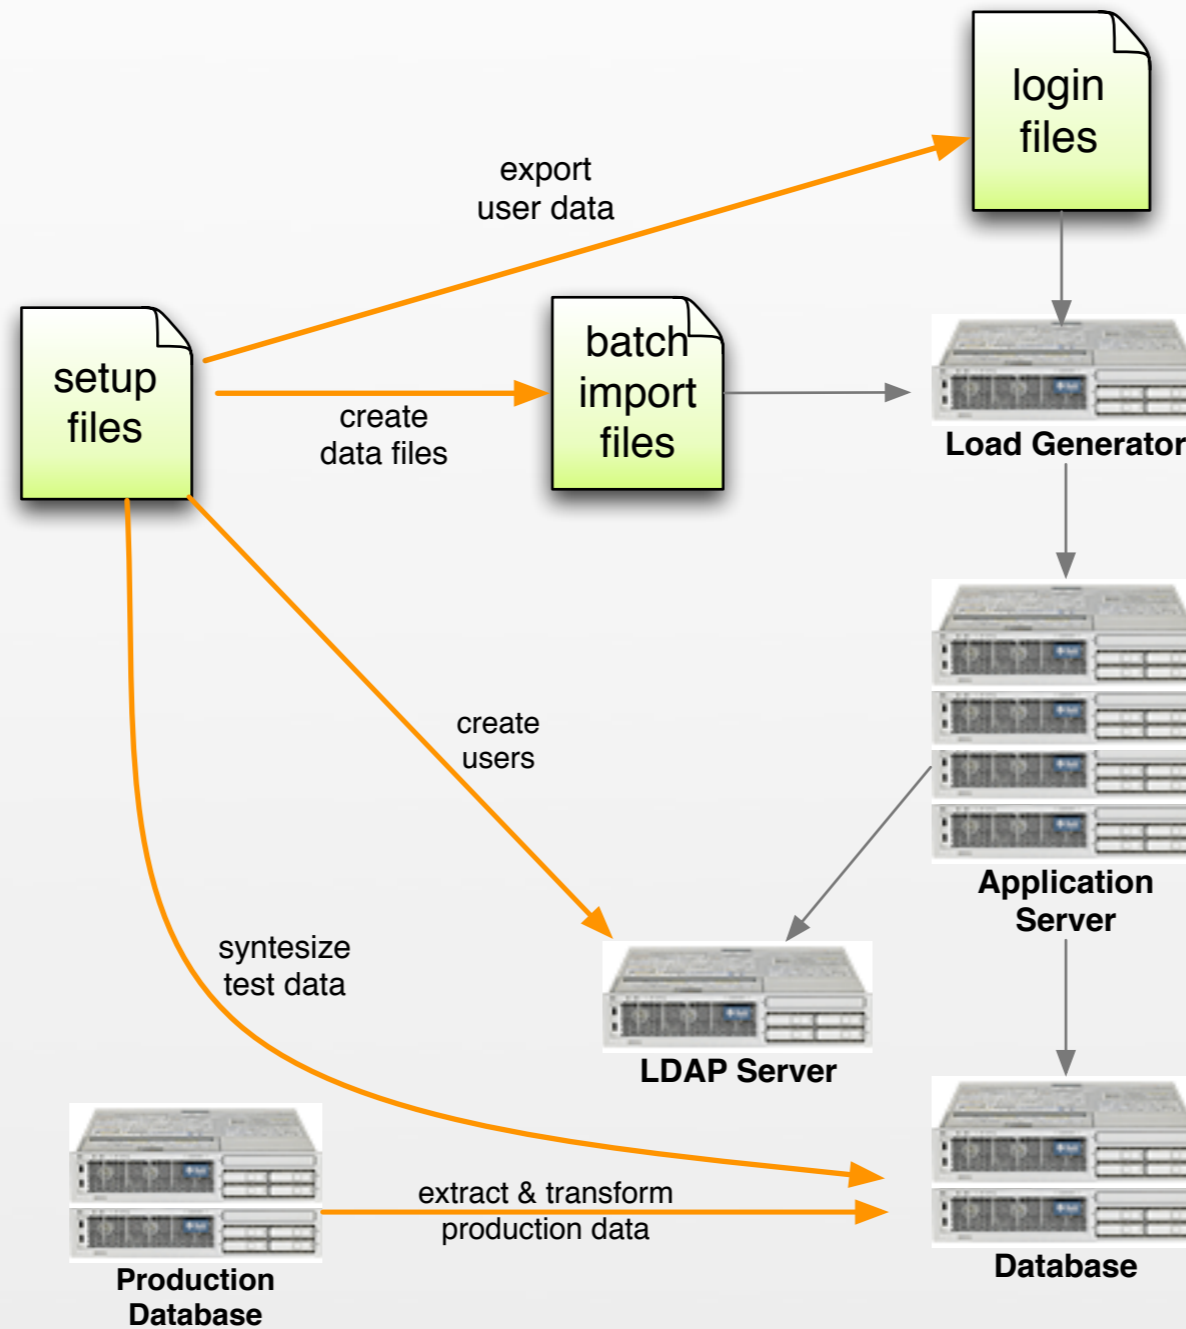 login
files
export
user data
setup
files
batch
import
files
create
data files
Load Generator
create
users
Application
Server
syntesize
test data
LDAP Server
extract & transform
production data
Production
Database
Database